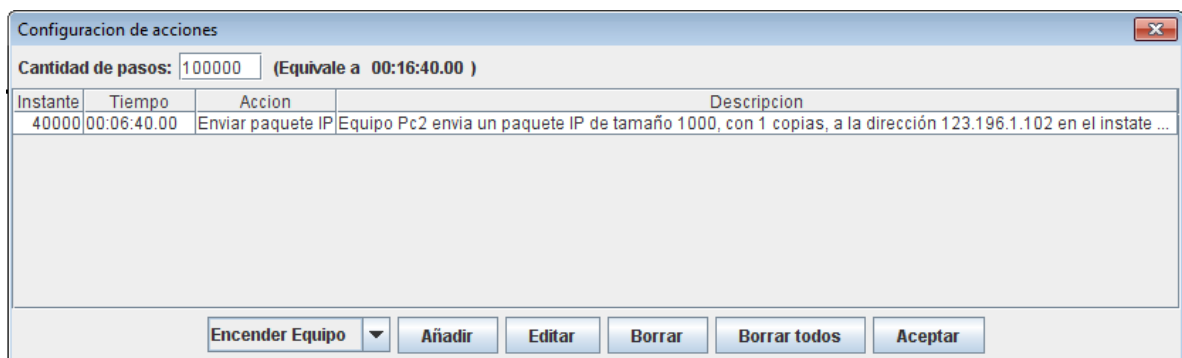 Configuracion de acciones
Cantidad de pasos: 100000 (Equivale a 00:16:40.00 )
Instante Tiempo Accion Descripcion
40000 00:06:40.00 Enviar paquete IP Equipo Pc2 envia un paquete IP de tamaño 1000, con 1 copias, a la dirección 123.196.1.102 en el instate ...
Encender Equipo Añadir Editar Borrar Borrar todos Aceptar